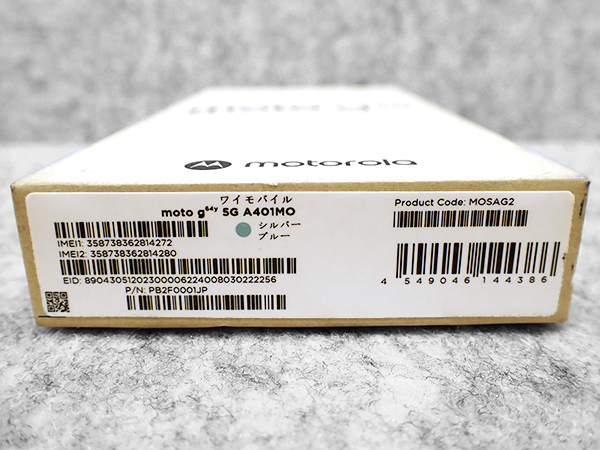 motorola
ワイモバイル
moto g64y 5G A401MO
シルバー
ブルー
IMEI1: 358738362814272
IMEI2: 358738362814280
EID: 89043051202300006224008030222256
P/N: PB2F0001JP
Product Code: MOSAG2
4 549046 144386